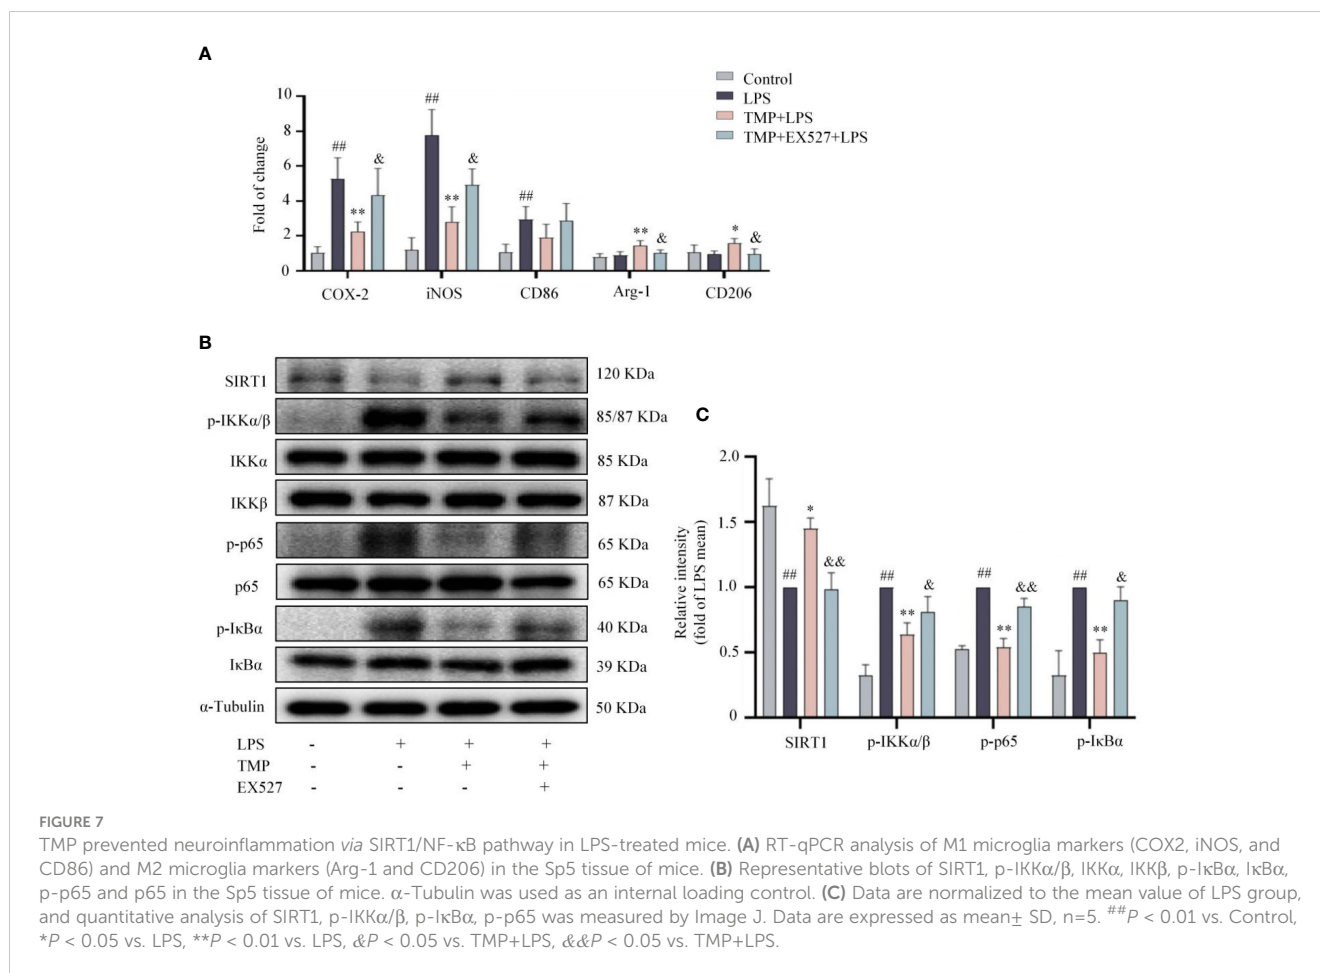 A
Control
LPS
TMP+LPS
TMP+EX527+LPS
Fold of change
10
8
6
4
2
0
## ** &
## ** &
##
** &
* &
COX-2 iNOS CD86 Arg-1 CD206
B
SIRT1 120 KDa
p-IKKα/β 85/87 KDa
IKKα 85 KDa
IKKβ 87 KDa
p-p65 65 KDa
p65 65 KDa
p-IκBα 40 KDa
IκBα 39 KDa
α-Tubulin 50 KDa
LPS - + + +
TMP - - + +
EX527 - - - +
C
Relative intensity
(fold of LPS mean)
2.0
1.5
1.0
0.5
0
## * &&
## ** &
## ** &&
## ** &
SIRT1 p-IKKα/β p-p65 p-IκBα
FIGURE 7
TMP prevented neuroinflammation via SIRT1/NF-κB pathway in LPS-treated mice. (A) RT-qPCR analysis of M1 microglia markers (COX2, iNOS, and
CD86) and M2 microglia markers (Arg-1 and CD206) in the Sp5 tissue of mice. (B) Representative blots of SIRT1, p-IKKα/β, IKKα, IKKβ, p-IκBα, IκBα,
p-p65 and p65 in the Sp5 tissue of mice. α-Tubulin was used as an internal loading control. (C) Data are normalized to the mean value of LPS group,
and quantitative analysis of SIRT1, p-IKKα/β, p-IκBα, p-p65 was measured by Image J. Data are expressed as mean± SD, n=5. ##P < 0.01 vs. Control,
*P < 0.05 vs. LPS, **P < 0.01 vs. LPS, &P < 0.05 vs. TMP+LPS, &&P < 0.05 vs. TMP+LPS.